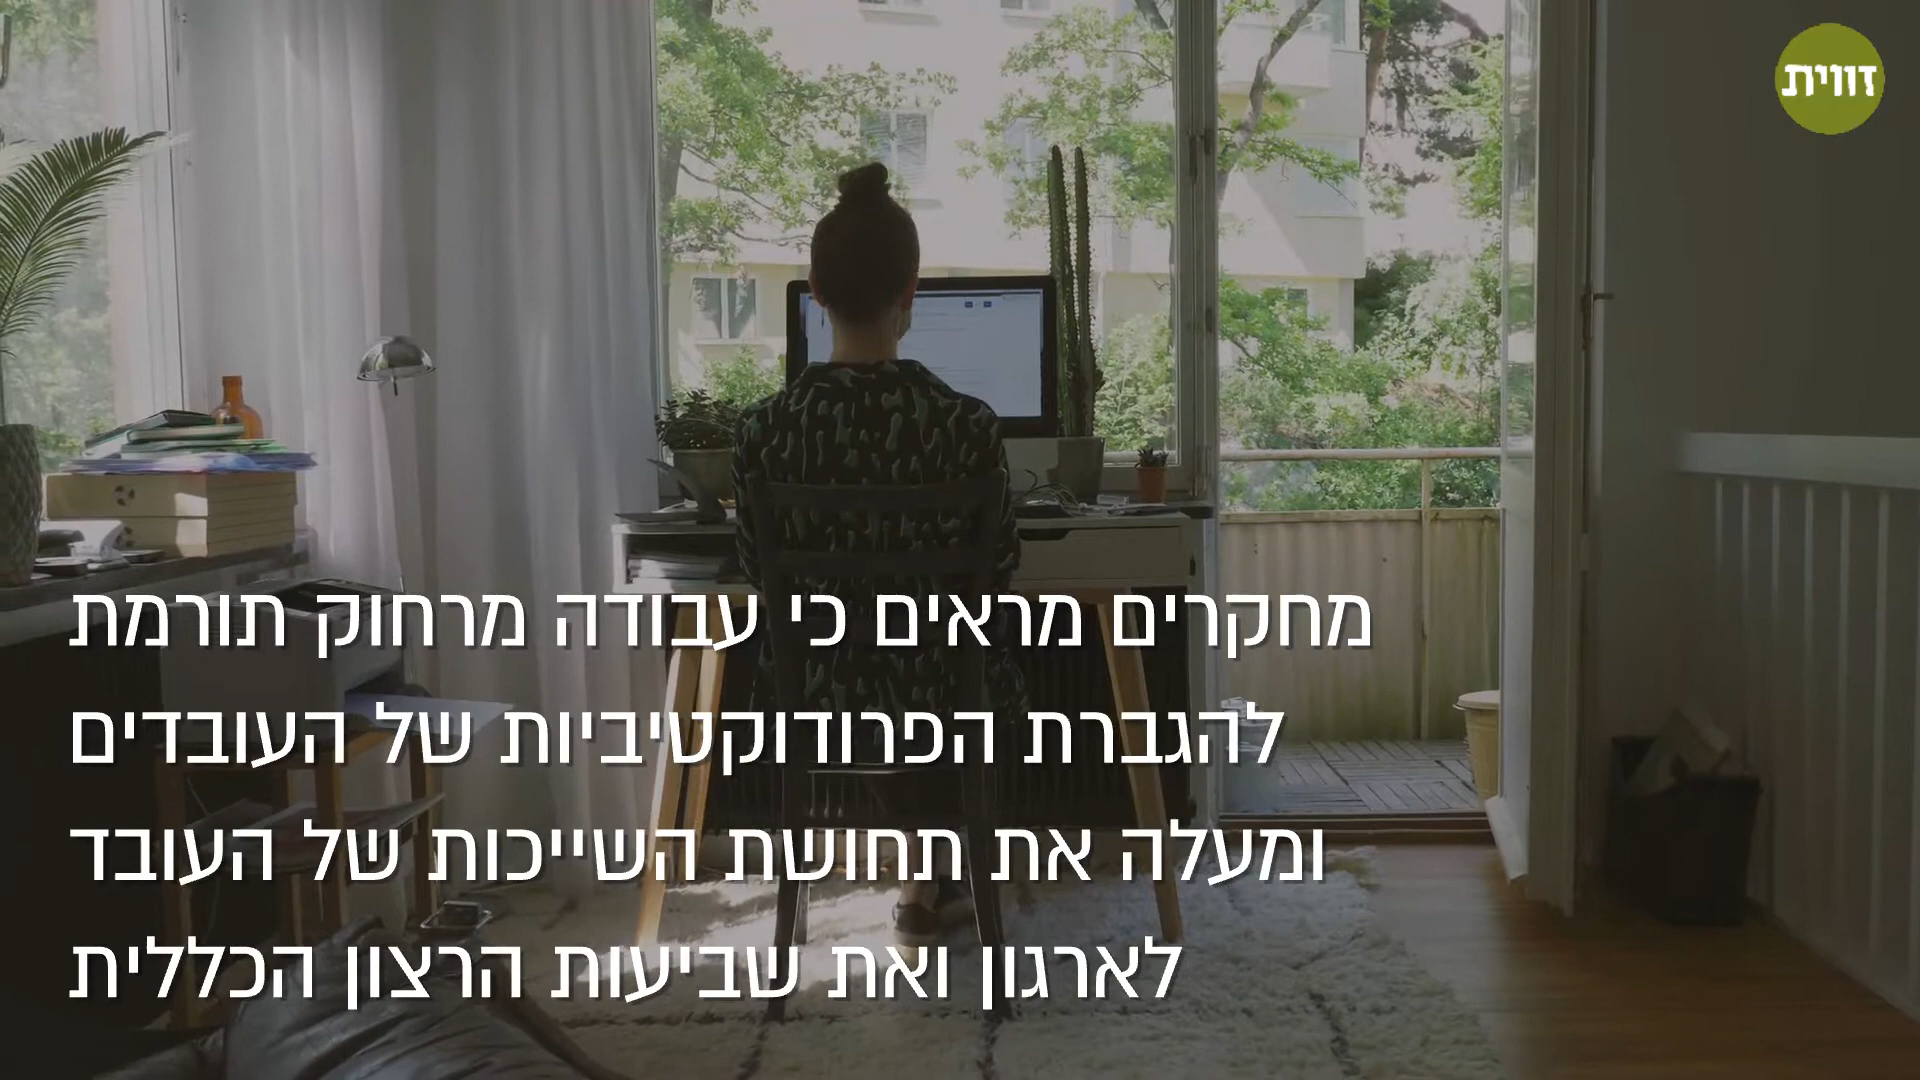 זווית
מחקרים מראים כי עבודה מרחוק תורמת
להגברת הפרודוקטיביות של העובדים
ומעלה את תחושת השייכות של העובד
לארגון ואת שביעות הרצון הכללית